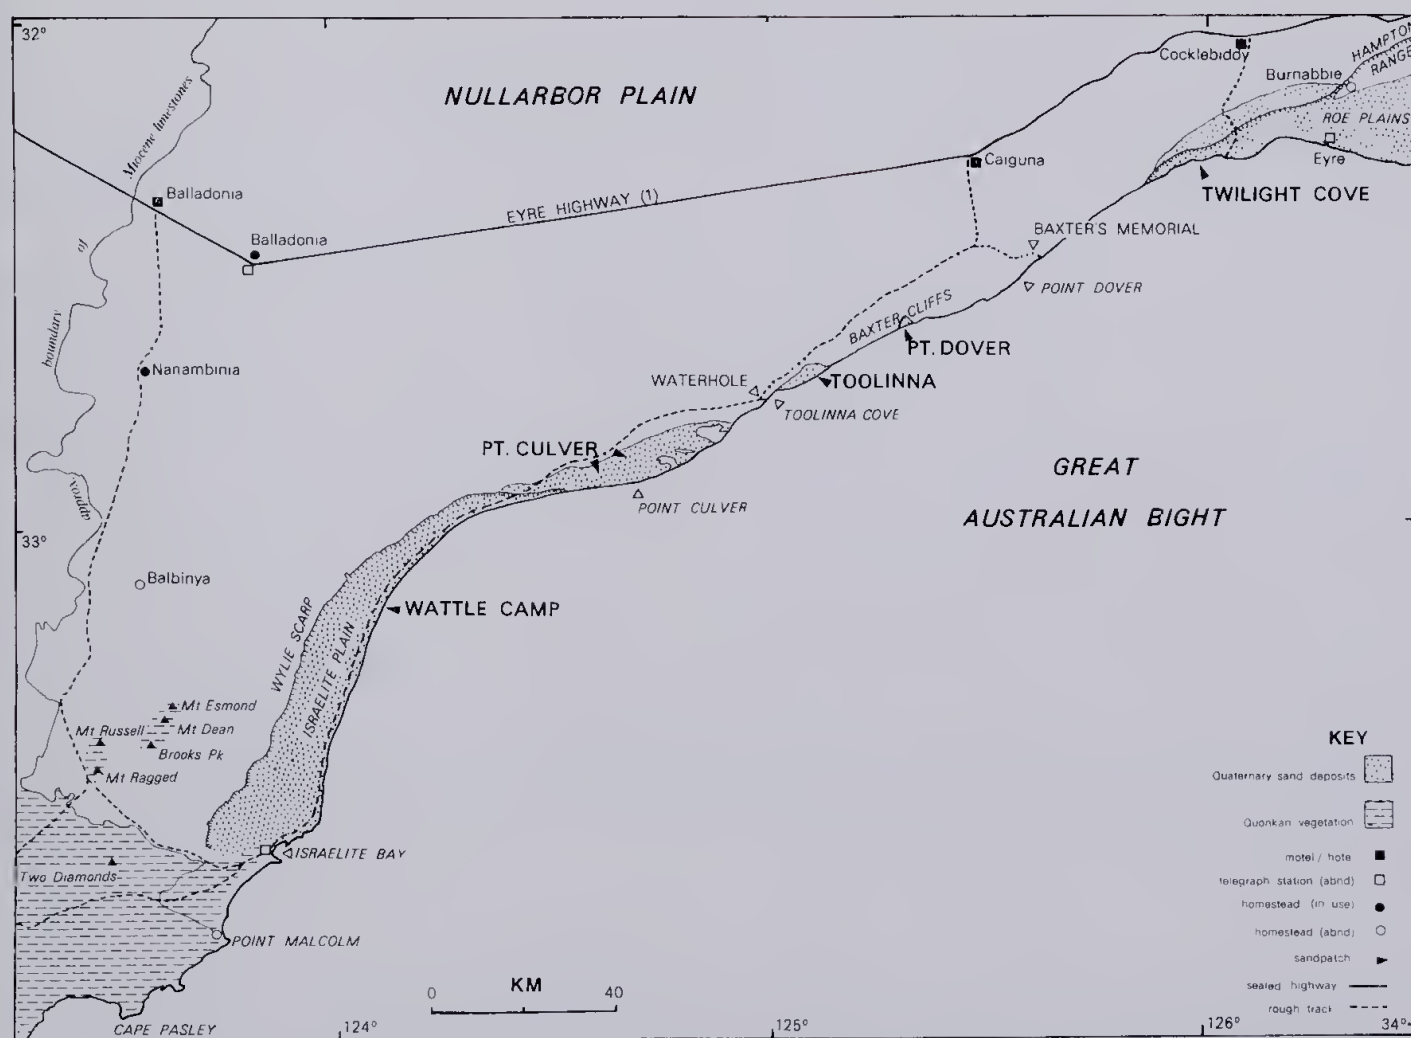 32°
Cocklebiddy
HAMPTON
RANGE
Burnabbie
NULLARBOR PLAIN
ROE PLAINS
Eyre
Miocene limestones
of
boundary
approx.
Caiguna
TWILIGHT COVE
Balladonia
EYRE HIGHWAY (1)
Balladonia
BAXTER'S MEMORIAL
POINT DOVER
BAXTER CLIFFS
PT. DOVER
Nanambinia
WATERHOLE
TOOLINNA
TOOLINNA COVE
PT. CULVER
GREAT
AUSTRALIAN BIGHT
POINT CULVER
33°
Balbinya
WATTLE CAMP
WYLIE SCARP
ISRAELITE PLAIN
Mt Esmond
Mt Russell
Mt Dean
Brooks Pk
Mt Ragged
KEY
Quaternary sand deposits
Quonkan vegetation
ISRAELITE BAY
motel / hote
Two Diamonds
telegraph station (abnd)
homestead (in use)
homestead (abnd)
POINT MALCOLM
sandpatch
KM
sealed highway
0 40
rough track
CAPE PASLEY
124°
125°
126°
34°